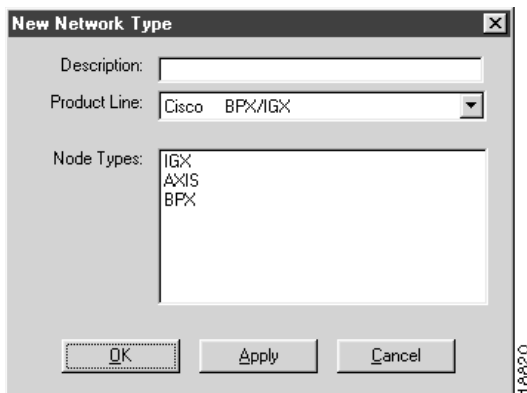 New Network Type
Description:
Product Line: Cisco BPX/IGX
Node Types:
IGX
AXIS
BPX
OK Apply Cancel
18820